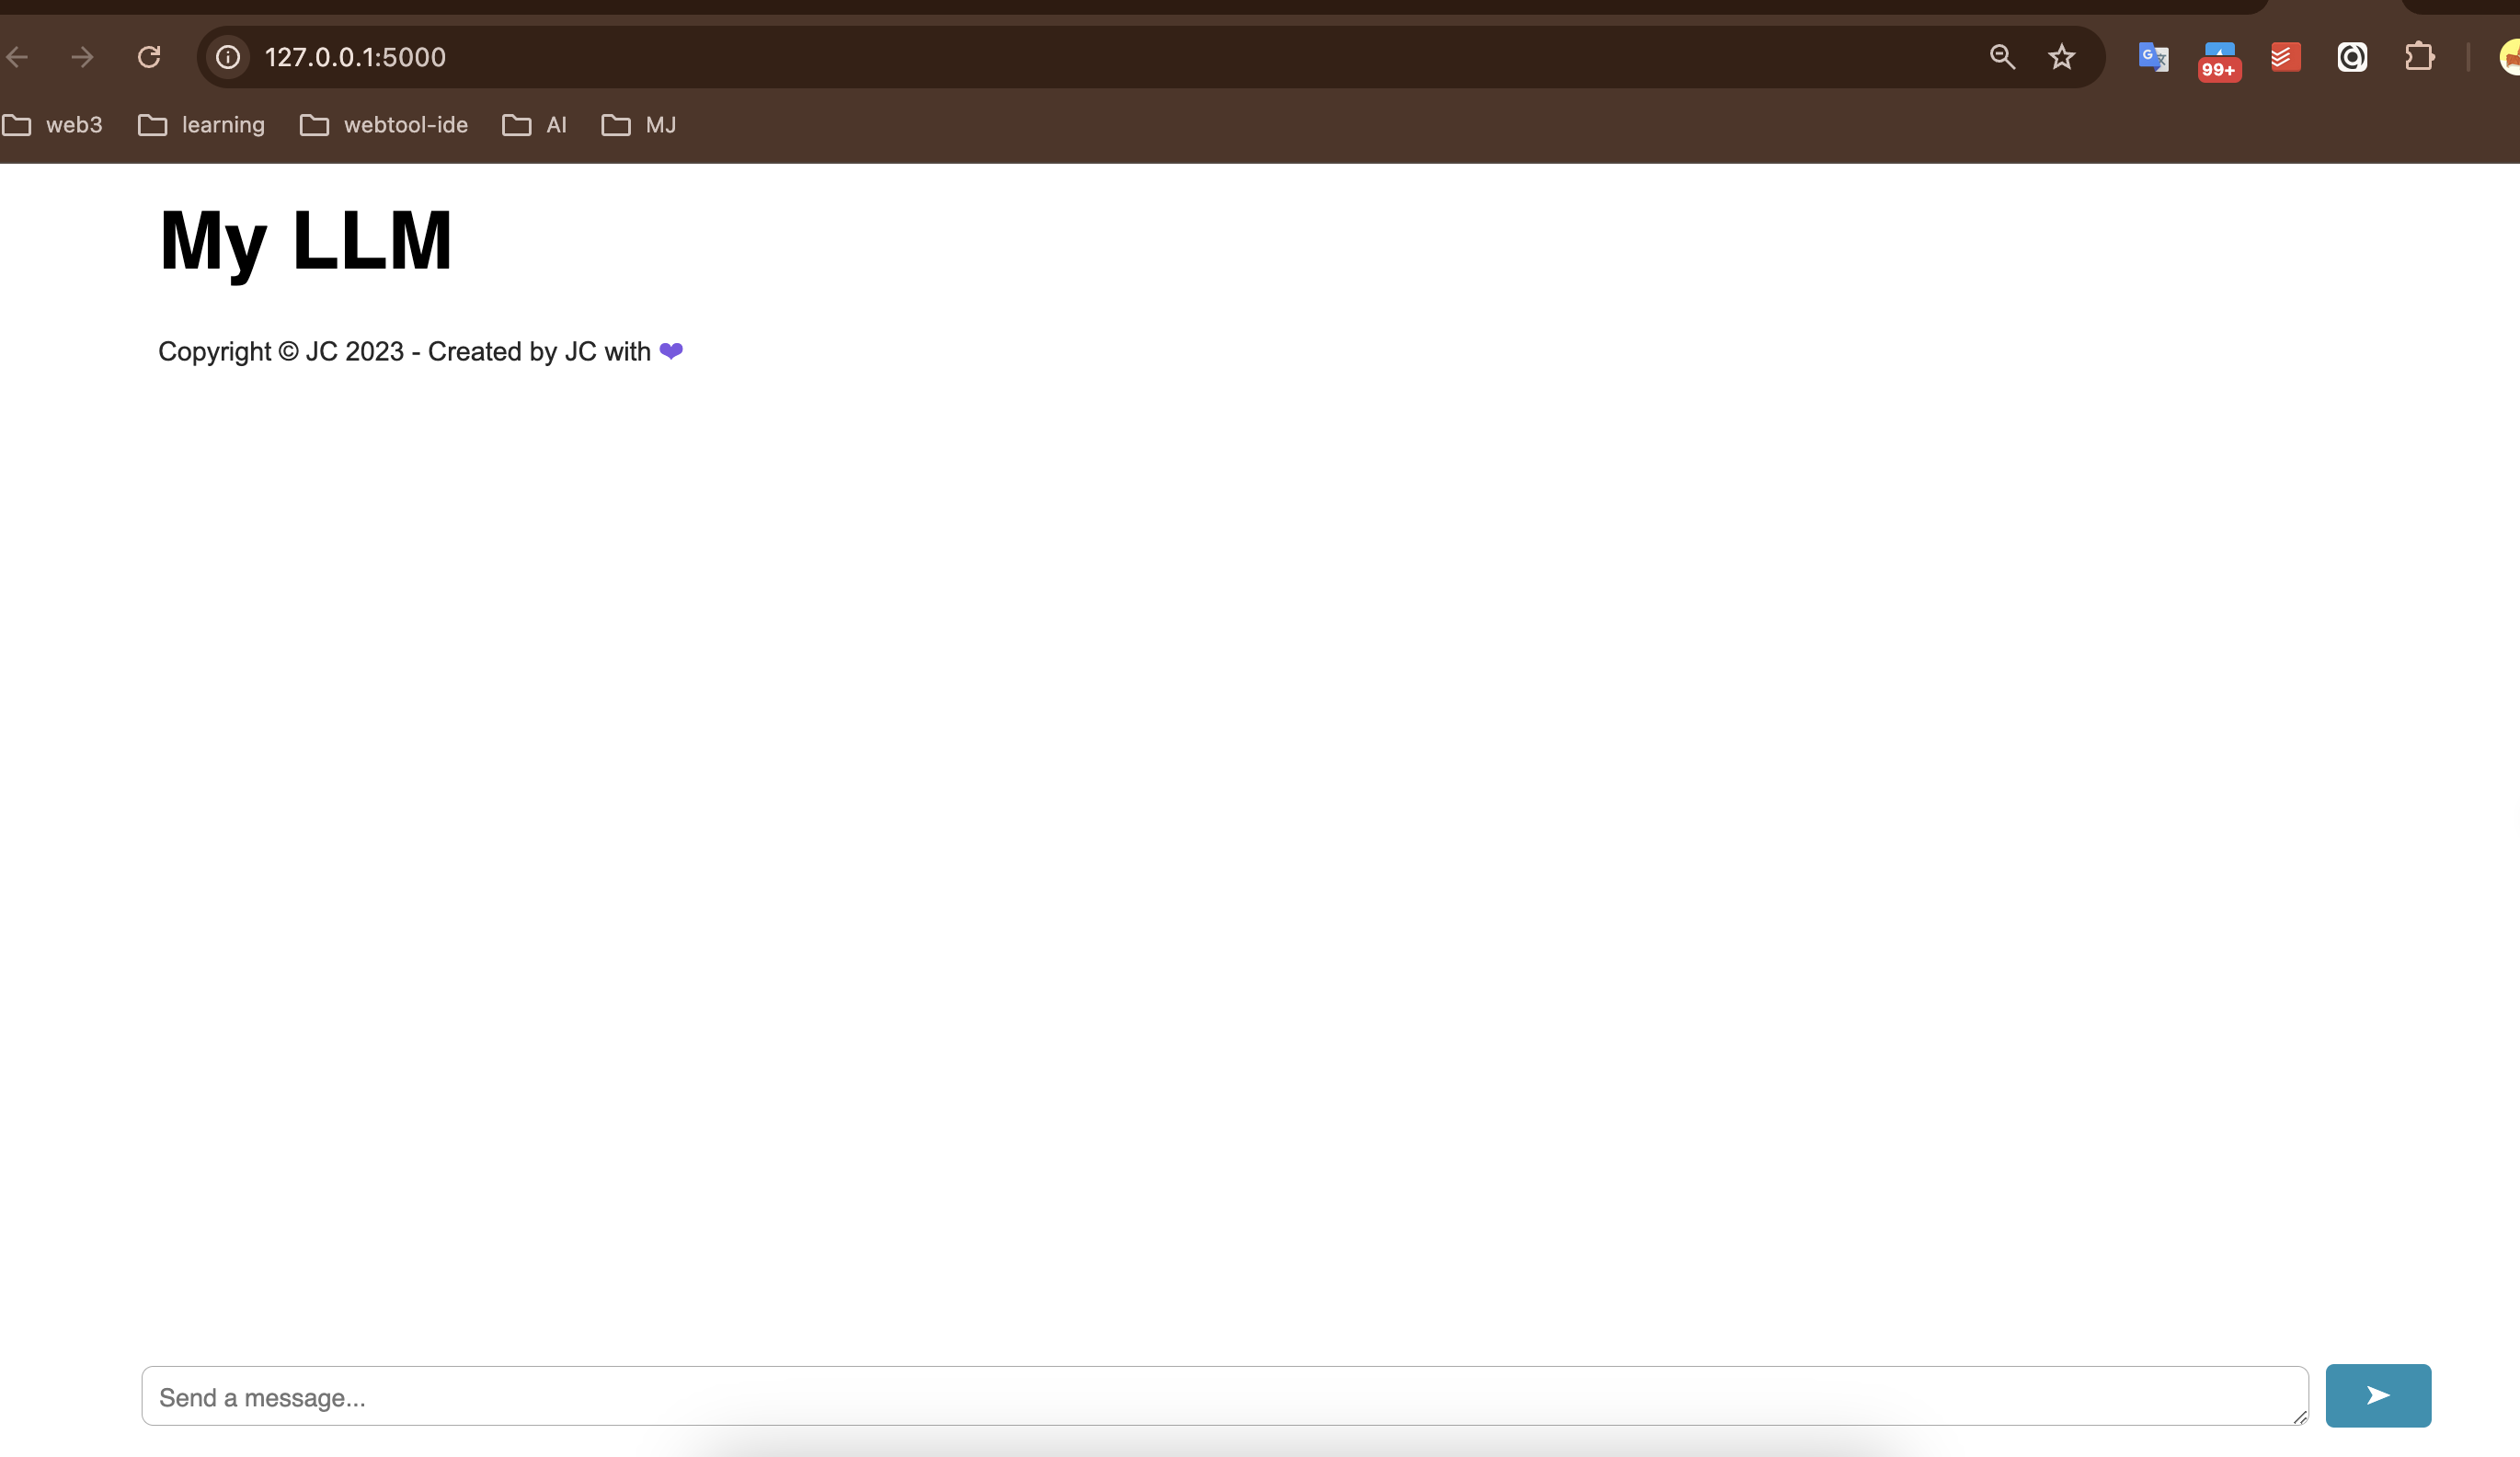 127.0.0.1:5000
99+
web3 learning webtool-ide AI MJ
My LLM
Copyright © JC 2023 - Created by JC with 💜
Send a message...